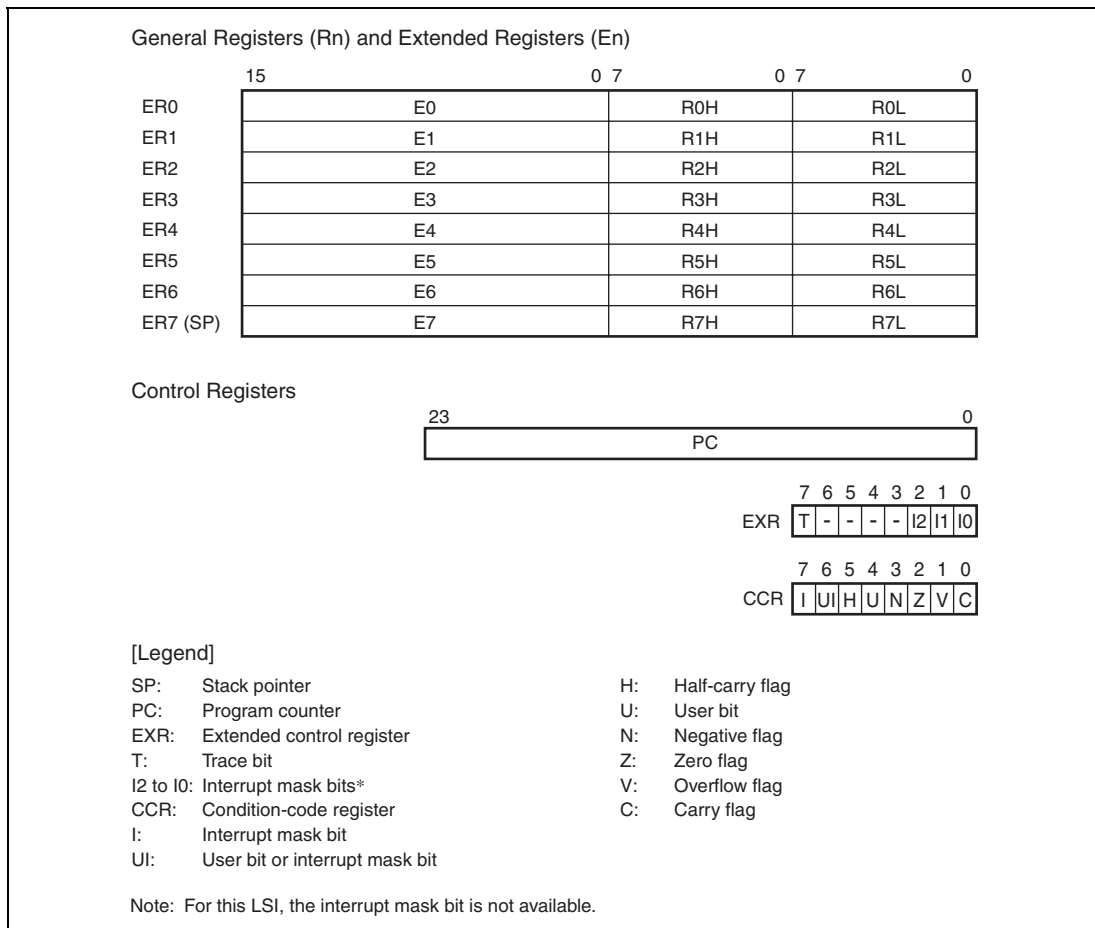 General Registers (Rn) and Extended Registers (En)
15 0 7 0 7 0
ER0 E0 R0H R0L
ER1 E1 R1H R1L
ER2 E2 R2H R2L
ER3 E3 R3H R3L
ER4 E4 R4H R4L
ER5 E5 R5H R5L
ER6 E6 R6H R6L
ER7 (SP) E7 R7H R7L
Control Registers
23 0
PC
7 6 5 4 3 2 1 0
EXR T - - - - I2 I1 I0
7 6 5 4 3 2 1 0
CCR I UI H U N Z V C
[Legend]
SP: Stack pointer
PC: Program counter
EXR: Extended control register
T: Trace bit
I2 to I0: Interrupt mask bits*
CCR: Condition-code register
I: Interrupt mask bit
UI: User bit or interrupt mask bit
H: Half-carry flag
U: User bit
N: Negative flag
Z: Zero flag
V: Overflow flag
C: Carry flag
Note: For this LSI, the interrupt mask bit is not available.